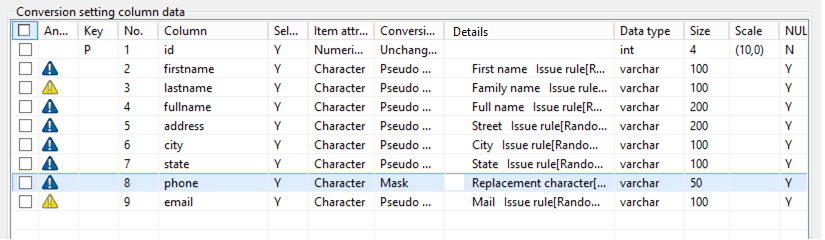 Conversion setting column data
An... Key No. Column Sel... Item attr... Conversi... Details Data type Size Scale NUL
P 1 id Y Numeri... Unchang... int 4 (10,0) N
2 firstname Y Character Pseudo ... First name Issue rule[R... varchar 100 Y
3 lastname Y Character Pseudo ... Family name Issue rule... varchar 100 Y
4 fullname Y Character Pseudo ... Full name Issue rule[R... varchar 200 Y
5 address Y Character Pseudo ... Street Issue rule[Rando... varchar 200 Y
6 city Y Character Pseudo ... City Issue rule[Rando... varchar 100 Y
7 state Y Character Pseudo ... State Issue rule[Rando... varchar 100 Y
8 phone Y Character Mask Replacement character[... varchar 50 Y
9 email Y Character Pseudo ... Mail Issue rule[Rando... varchar 100 Y